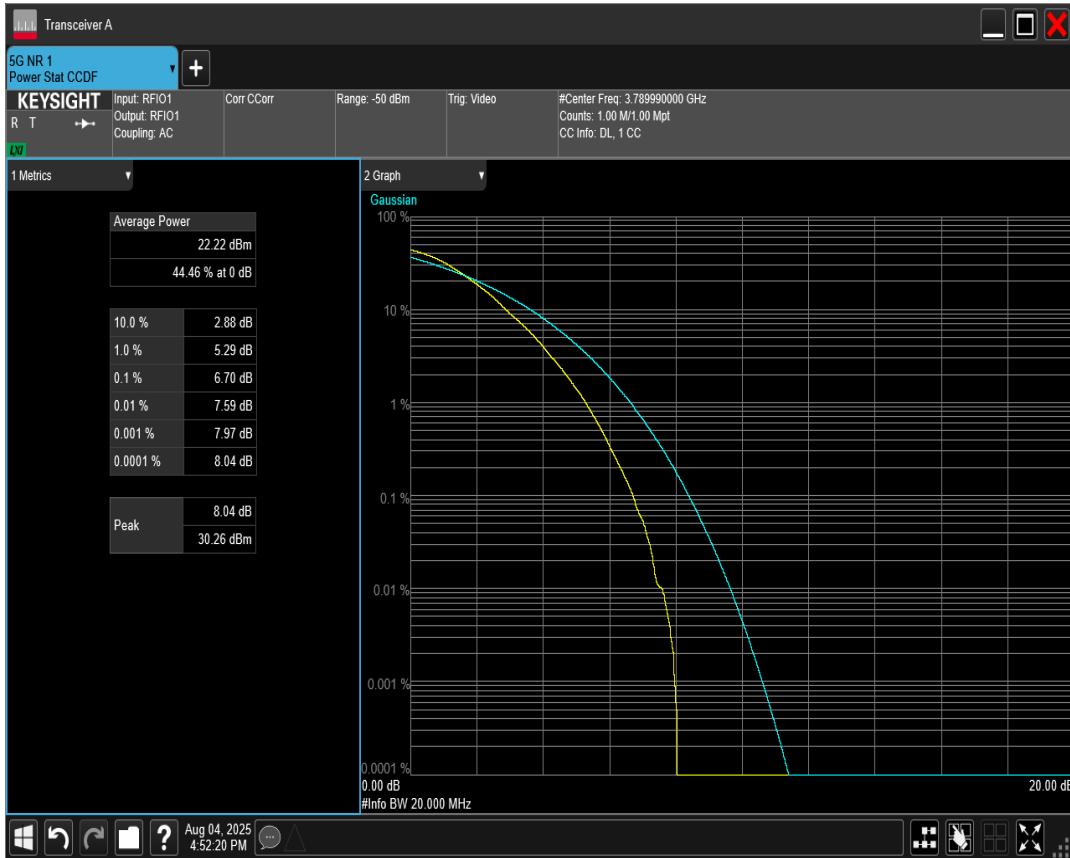 Transceiver A
5G NR 1
Power Stat CCDF
KEYSIGHT
R T
LXI
Input: RFIO1
Output: RFIO1
Coupling: AC
Corr CCorr
Range: -50 dBm
Trig: Video
#Center Freq: 3.789990000 GHz
Counts: 1.00 M/1.00 Mpt
CC Info: DL, 1 CC
1 Metrics
Average Power
22.22 dBm
44.46 % at 0 dB
10.0 % 2.88 dB
1.0 % 5.29 dB
0.1 % 6.70 dB
0.01 % 7.59 dB
0.001 % 7.97 dB
0.0001 % 8.04 dB
Peak
8.04 dB
30.26 dBm
2 Graph
Gaussian
100 %
10 %
1 %
0.1 %
0.01 %
0.001 %
0.0001 %
0.00 dB 20.00 dB
#Info BW 20.000 MHz
?
Aug 04, 2025
4:52:20 PM